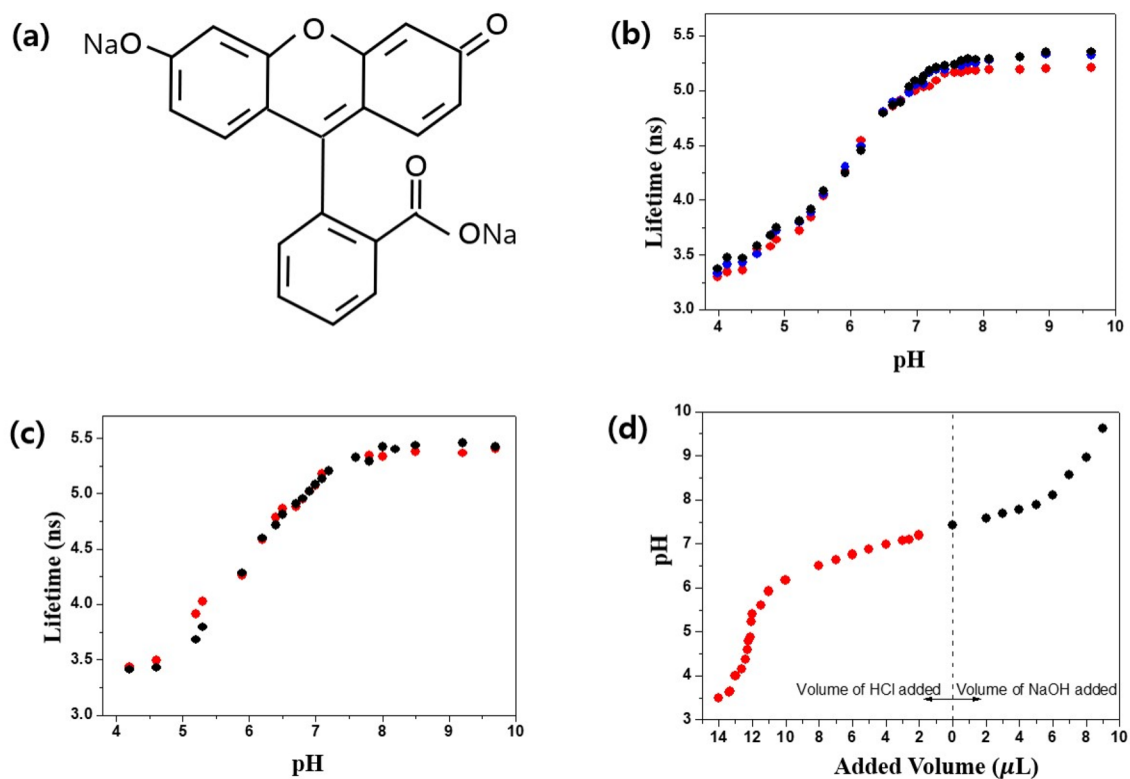 (a)
O
O
NaO
O
ONa
(b)
5.5
5.0
4.5
4.0
3.5
3.0
Lifetime (ns)
4 5 6 7 8 9 10
pH
(c)
5.5
5.0
4.5
4.0
3.5
3.0
Lifetime (ns)
4 5 6 7 8 9 10
pH
(d)
10
9
8
7
6
5
4
3
pH
Volume of HCl added Volume of NaOH added
14 12 10 8 6 4 2 0 2 4 6 8 10
Added Volume (μL)